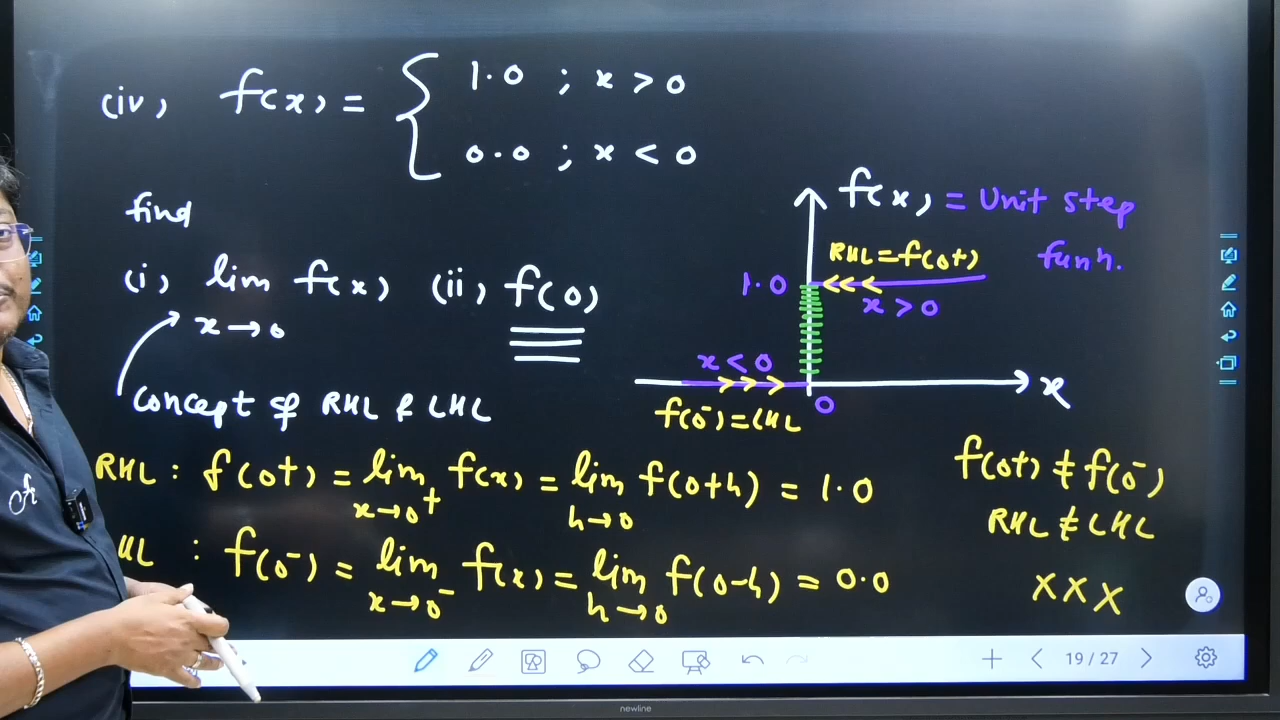 (iv) f(x) = { 1.0 ; x > 0
0.0 ; x < 0
find
(i) lim f(x) (ii) f(0)
x→0
Concept of RHL & LHL
f(x) = Unit step
funⁿ.
RHL = f(0+)
1.0
x > 0
x < 0
0
x
f(0⁻) = LHL
RHL : f(0+) = lim f(x) = lim f(0+h) = 1.0
x→0⁺ h→0
HL : f(0⁻) = lim f(x) = lim f(0-h) = 0.0
x→0⁻ h→0
f(0+) ≠ f(0⁻)
RHL ≠ LHL
XXX
19 / 27
newline